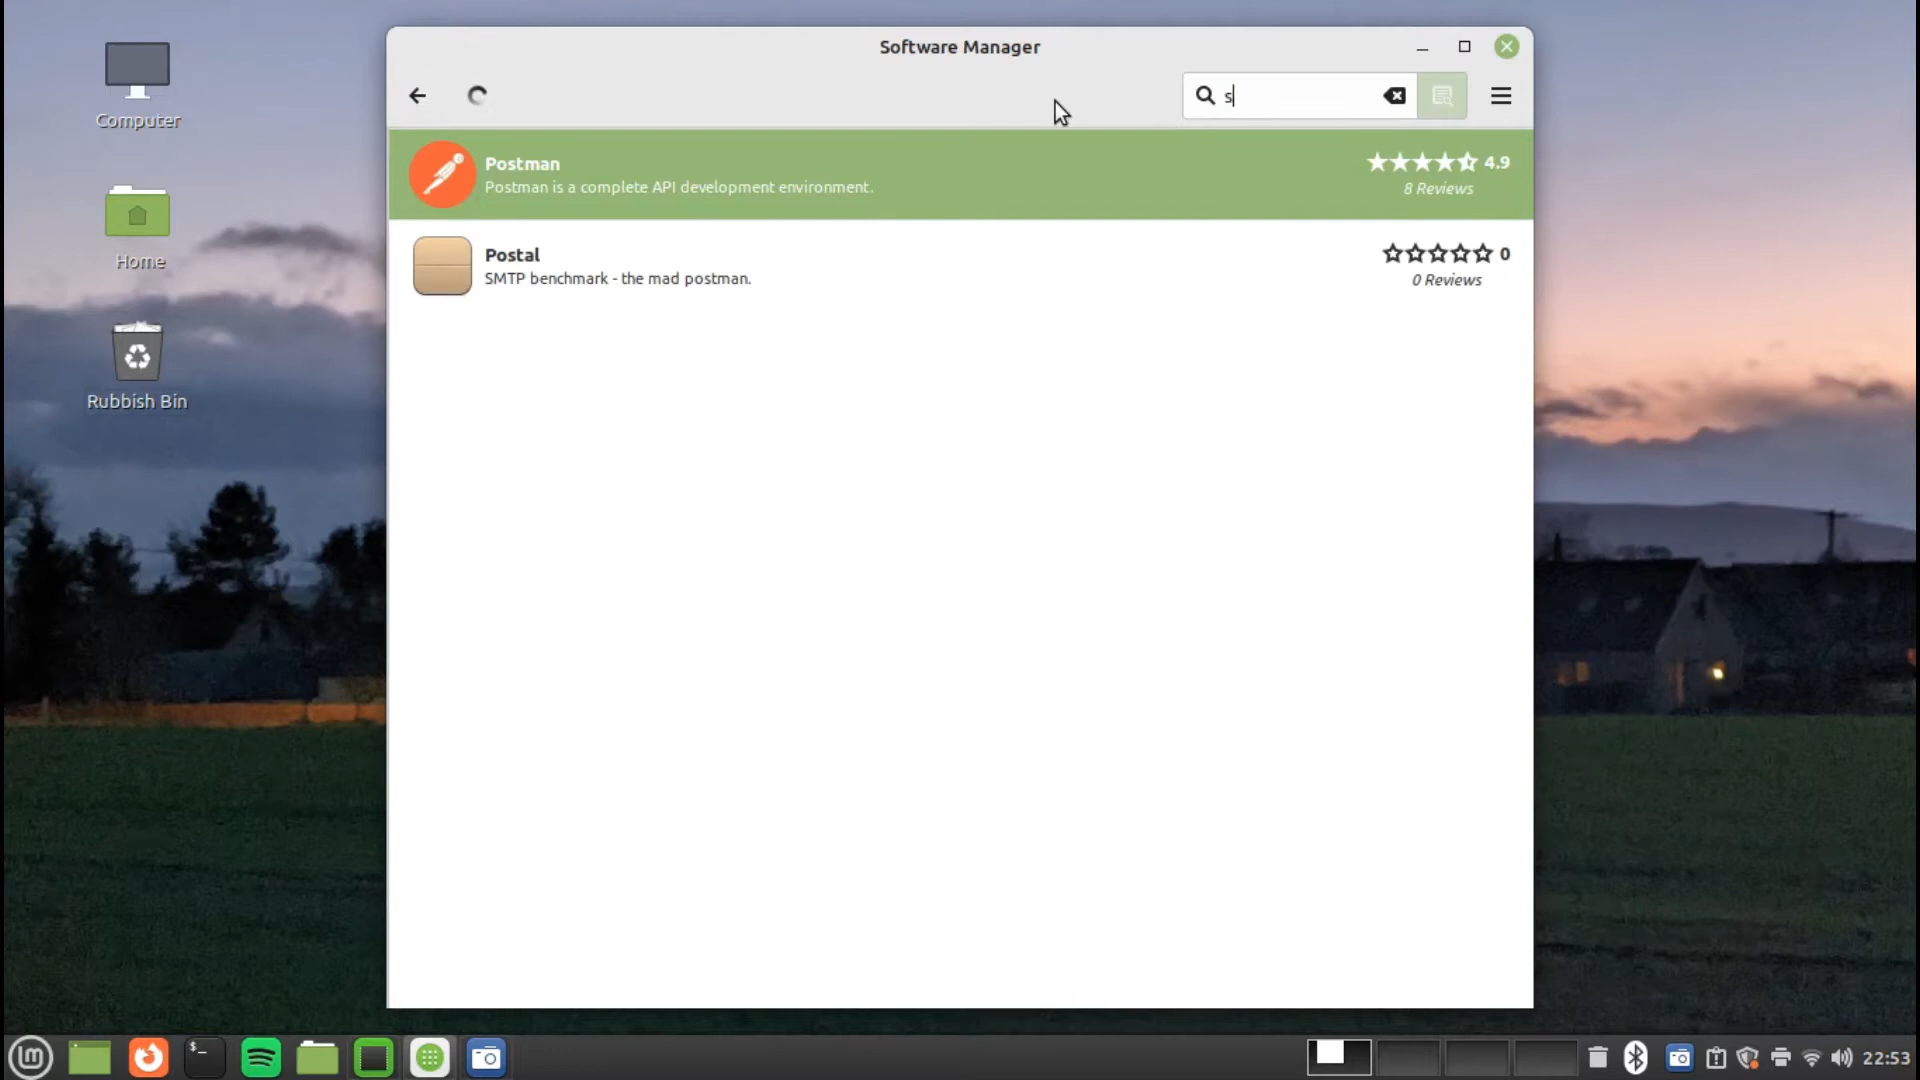 Software Manager
s
Computer
Home
Rubbish Bin
Postman
Postman is a complete API development environment.
4.9
8 Reviews
Postal
SMTP benchmark - the mad postman.
0
0 Reviews
lm
$_
22:53